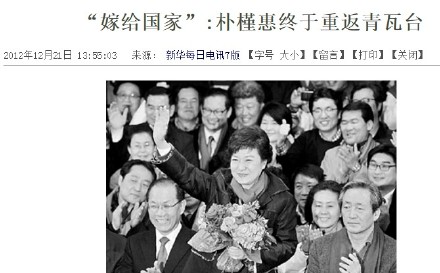 “嫁给国家”:朴槿惠终于重返青瓦台
2012年12月21日 13:55:03 来源: 新华每日电讯7版 【字号 大小】【留言】【打印】【关闭】